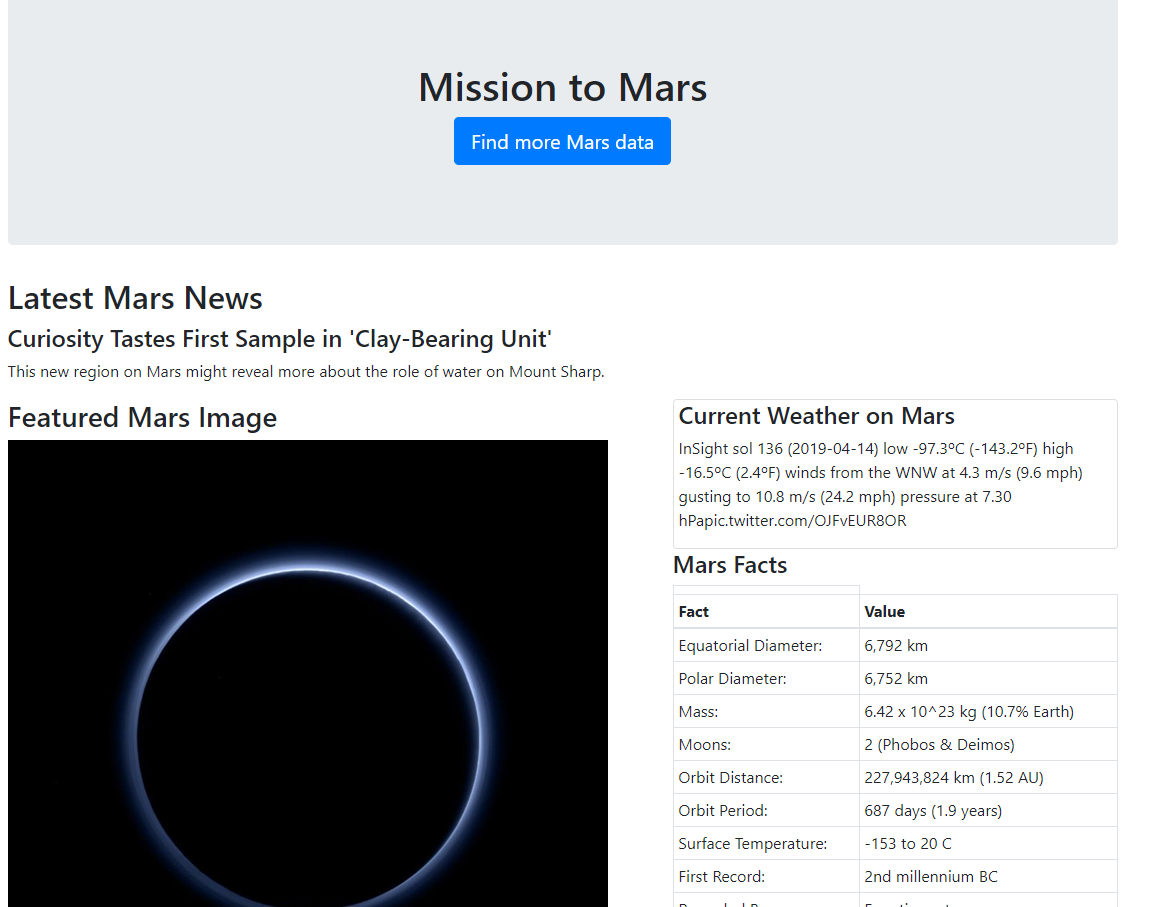 Mission to Mars
Find more Mars data
Latest Mars News
Curiosity Tastes First Sample in 'Clay-Bearing Unit'
This new region on Mars might reveal more about the role of water on Mount Sharp.
Featured Mars Image
Current Weather on Mars
InSight sol 136 (2019-04-14) low -97.3ºC (-143.2ºF) high
-16.5ºC (2.4ºF) winds from the WNW at 4.3 m/s (9.6 mph)
gusting to 10.8 m/s (24.2 mph) pressure at 7.30
hPapic.twitter.com/OJFvEUR8OR
Mars Facts
Fact Value
Equatorial Diameter: 6,792 km
Polar Diameter: 6,752 km
Mass: 6.42 x 10^23 kg (10.7% Earth)
Moons: 2 (Phobos & Deimos)
Orbit Distance: 227,943,824 km (1.52 AU)
Orbit Period: 687 days (1.9 years)
Surface Temperature: -153 to 20 C
First Record: 2nd millennium BC